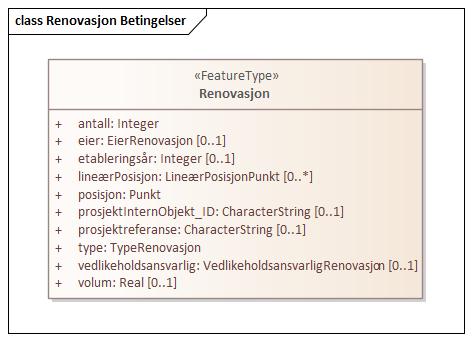 class Renovasjon Betingelser
«FeatureType»
Renovasjon
+ antall: Integer
+ eier: EierRenovasjon [0..1]
+ etableringsår: Integer [0..1]
+ lineærPosisjon: LineærPosisjonPunkt [0..*]
+ posisjon: Punkt
+ prosjektInternObjekt_ID: CharacterString [0..1]
+ prosjektreferanse: CharacterString [0..1]
+ type: TypeRenovasjon
+ vedlikeholdsansvarlig: VedlikeholdsansvarligRenovasjon [0..1]
+ volum: Real [0..1]